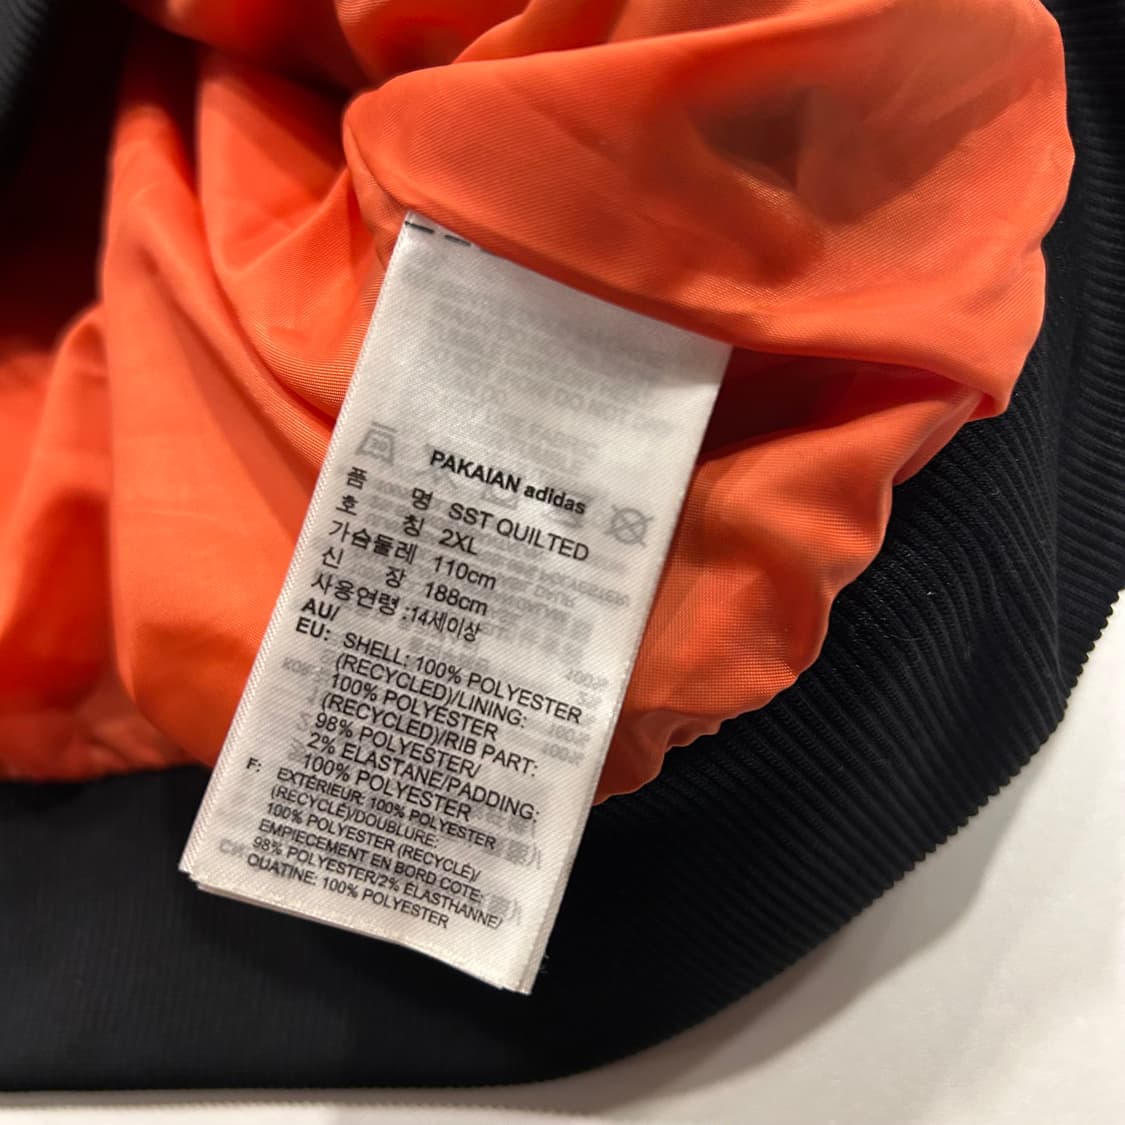 PAKAIAN adidas
품 명 SST QUILTED
호 칭 2XL
가슴둘레 110cm
신 장 188cm
사용연령 :14세이상
AU/
EU: SHELL: 100% POLYESTER
(RECYCLED)/LINING:
100% POLYESTER
(RECYCLED)/RIB PART:
98% POLYESTER/
2% ELASTANE/PADDING:
100% POLYESTER
F: EXTÉRIEUR: 100% POLYESTER
(RECYCLÉ)/DOUBLURE:
100% POLYESTER (RECYCLÉ)/
EMPIECEMENT EN BORD COTE:
98% POLYESTER/2% ÉLASTHANNE/
OUATINE: 100% POLYESTER